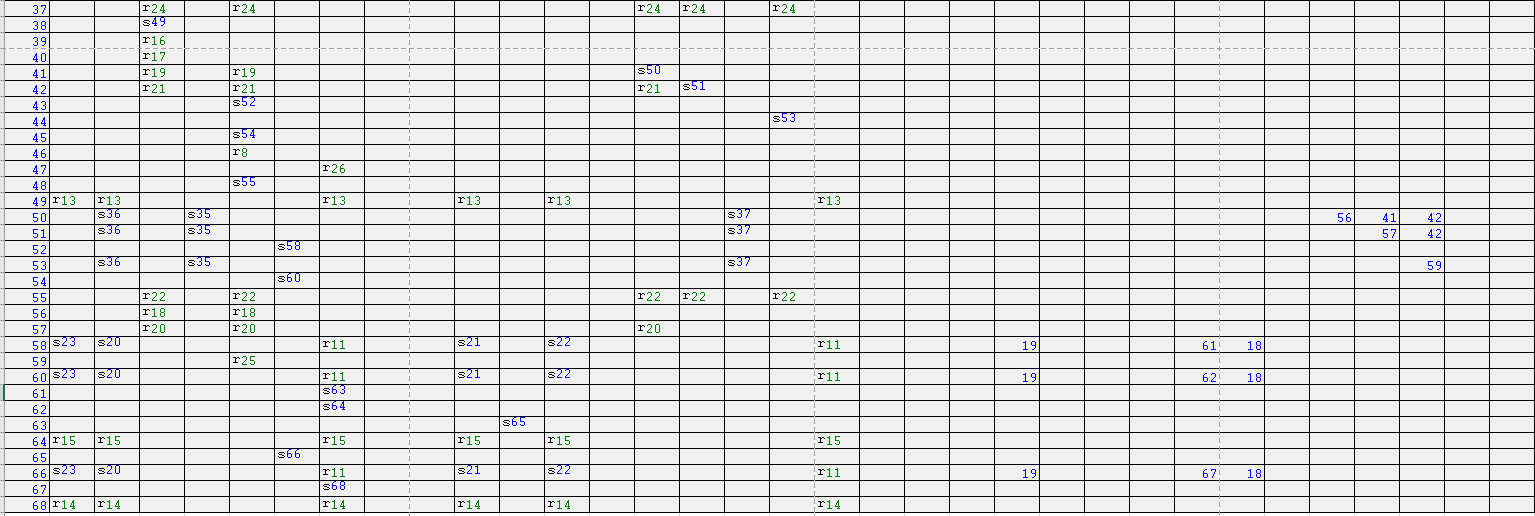 37 r24 r24 r24 r24 r24
38 s49
39 r16
40 r17
41 r19 r19 s50
42 r21 r21 r21 s51
43 s52
44 s53
45 s54
46 r8
47 r26
48 s55
49 r13 r13 r13 r13 r13 r13
50 s36 s35 s37 56 41 42
51 s36 s35 s37 57 42
52 s58
53 s36 s35 s37 59
54 s60
55 r22 r22 r22 r22 r22
56 r18 r18
57 r20 r20 r20
58 s23 s20 r11 s21 s22 r11 19 61 18
59 r25
60 s23 s20 r11 s21 s22 r11 19 62 18
61 s63
62 s64
63 s65
64 r15 r15 r15 r15 r15 r15
65 s66
66 s23 s20 r11 s21 s22 r11 19 67 18
67 s68
68 r14 r14 r14 r14 r14 r14